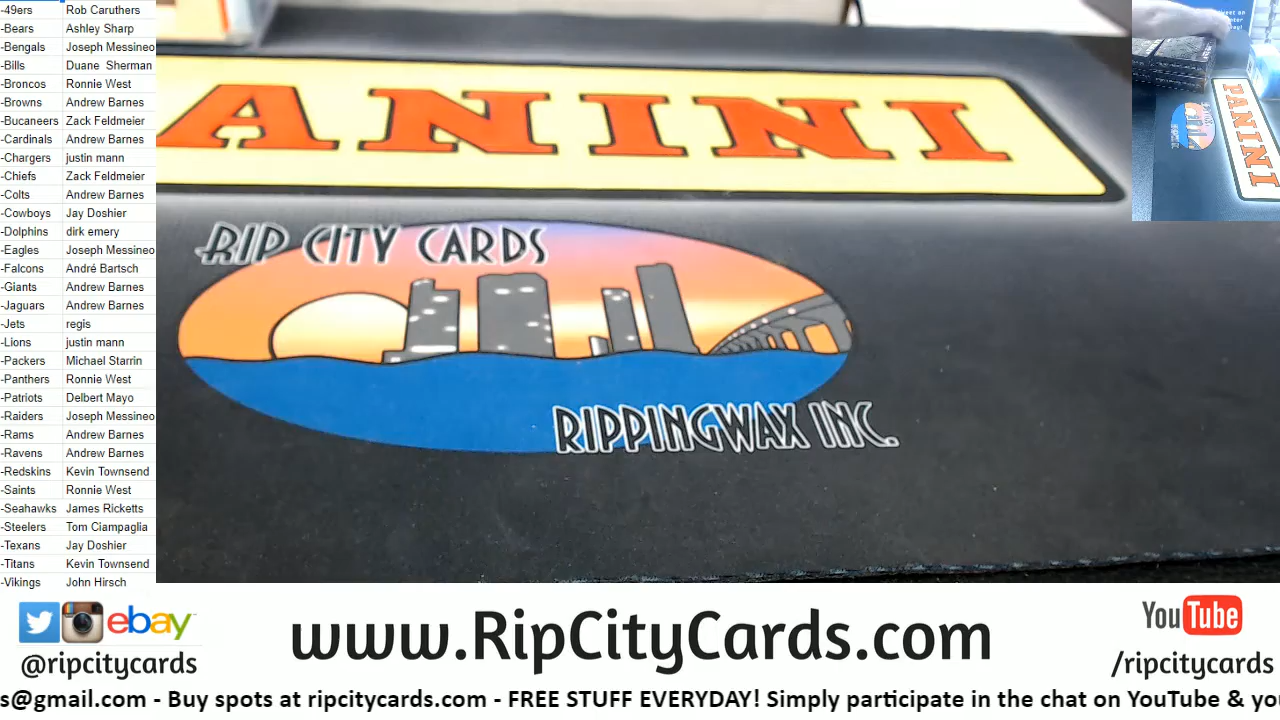 -49ers Rob Caruthers
-Bears Ashley Sharp
-Bengals Joseph Messineo
-Bills Duane Sherman
-Broncos Ronnie West
-Browns Andrew Barnes
-Bucaneers Zack Feldmeier
-Cardinals Andrew Barnes
-Chargers justin mann
-Chiefs Zack Feldmeier
-Colts Andrew Barnes
-Cowboys Jay Doshier
-Dolphins dirk emery
-Eagles Joseph Messineo
-Falcons André Bartsch
-Giants Andrew Barnes
-Jaguars Andrew Barnes
-Jets regis
-Lions justin mann
-Packers Michael Starrin
-Panthers Ronnie West
-Patriots Delbert Mayo
-Raiders Joseph Messineo
-Rams Andrew Barnes
-Ravens Andrew Barnes
-Redskins Kevin Townsend
-Saints Ronnie West
-Seahawks James Ricketts
-Steelers Tom Ciampaglia
-Texans Jay Doshier
-Titans Kevin Townsend
-Vikings John Hirsch
ANINI
RIP CITY CARDS
RIPPINGWAX INC.
PANINI
ebay
@ripcitycards
www.RipCityCards.com
YouTube
/ripcitycards
s@gmail.com - Buy spots at ripcitycards.com - FREE STUFF EVERYDAY! Simply participate in the chat on YouTube & yo